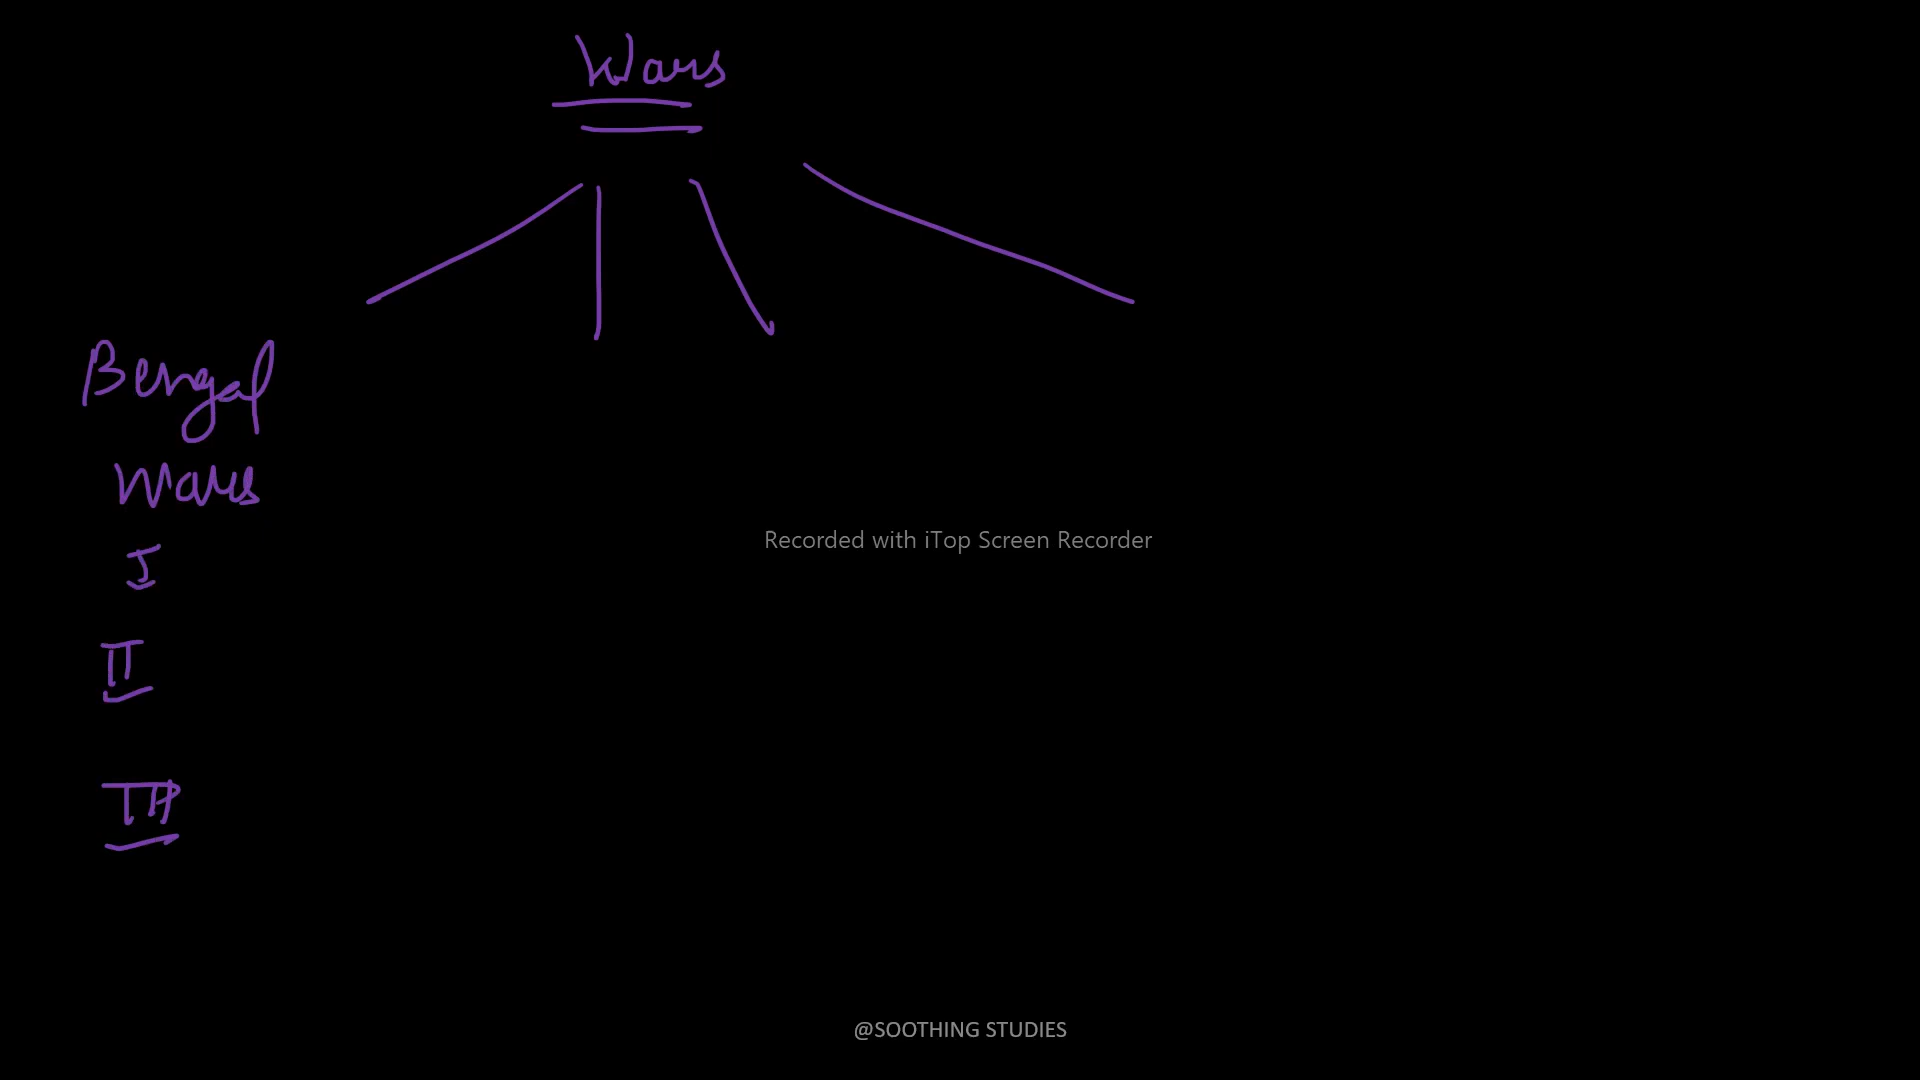 Wars
Bengal
Wars
I
II
III
Recorded with iTop Screen Recorder
@SOOTHING STUDIES